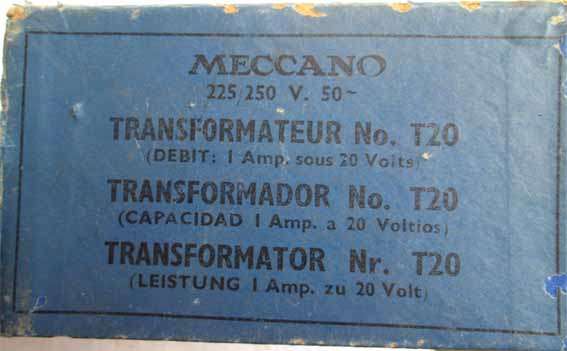 MECCANO
225/250 V. 50~
TRANSFORMATEUR No. T20
(DEBIT: 1 Amp. sous 20 Volts)
TRANSFORMADOR No. T20
(CAPACIDAD 1 Amp. a 20 Voltios)
TRANSFORMATOR Nr. T20
(LEISTUNG 1 Amp. zu 20 Volt)